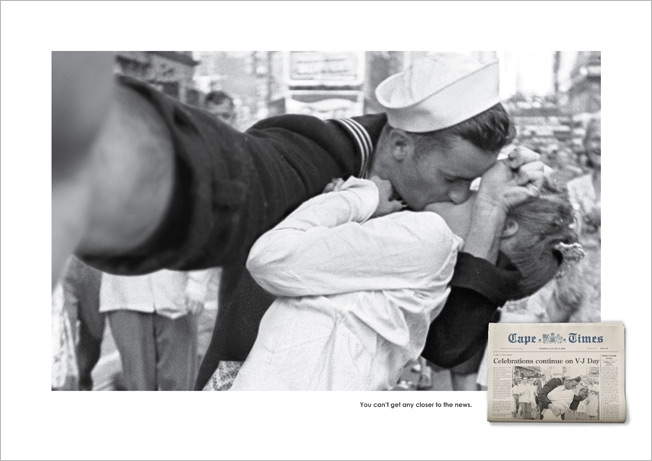 You can't get any closer to the news.
Cape Times
Celebrations continue on V-J Day